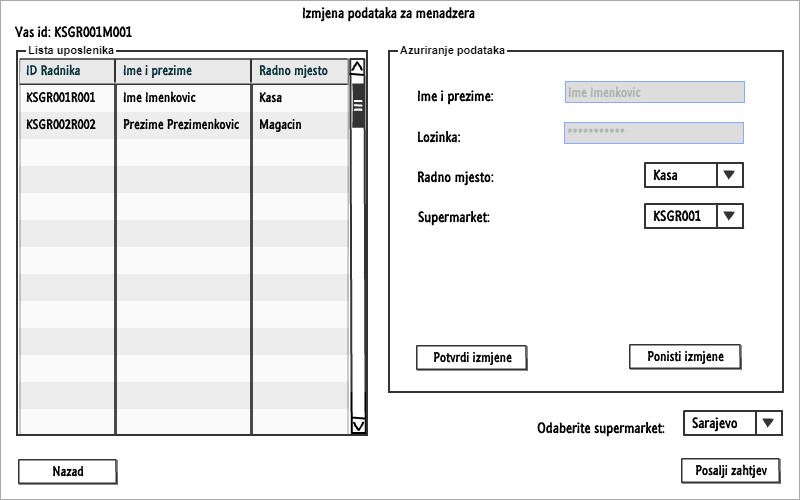 Izmjena podataka za menadzera
Vas id: KSGR001M001
Lista uposlenika
ID Radnika Ime i prezime Radno mjesto
KSGR001R001 Ime Imenkovic Kasa
KSGR002R002 Prezime Prezimenkovic Magacin
Azuriranje podataka
Ime i prezime: Ime Imenkovic
Lozinka: ***********
Radno mjesto: Kasa
Supermarket: KSGR001
Potvrdi izmjene Ponisti izmjene
Odaberite supermarket: Sarajevo
Nazad Posalji zahtjev